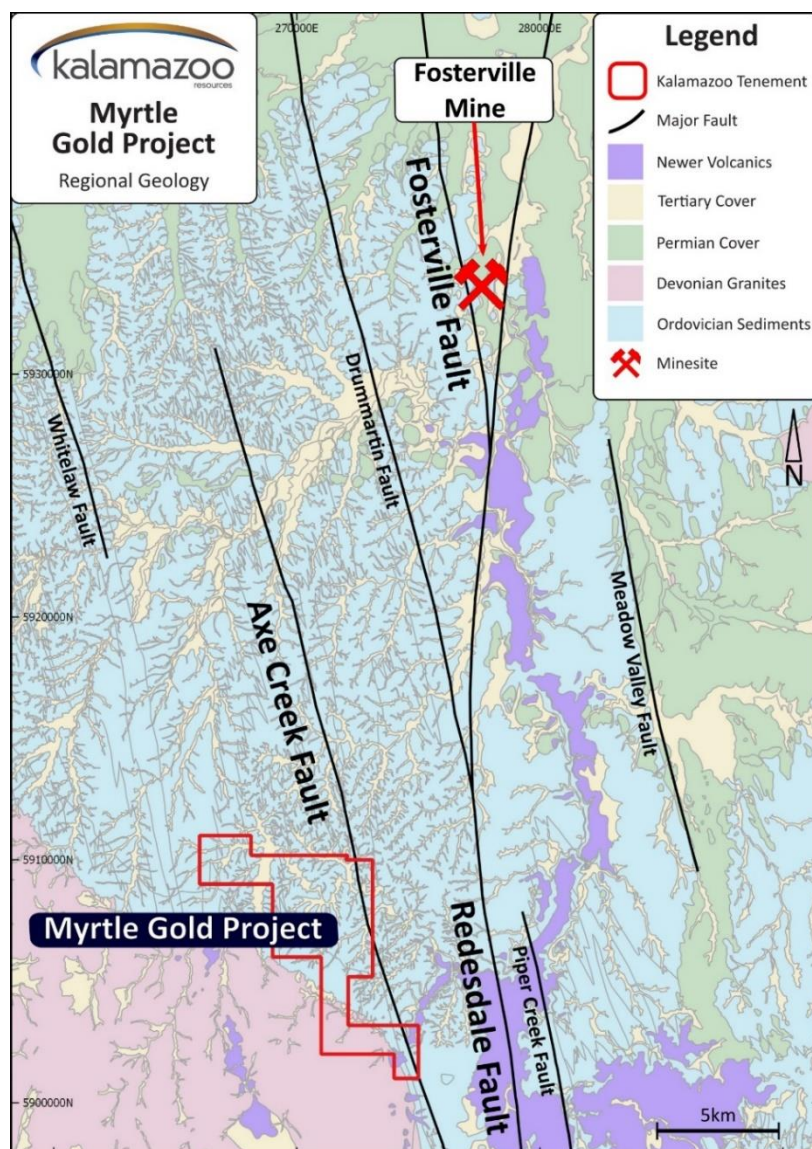 kalamazoo
resources
Myrtle
Gold Project
Regional Geology
270000E
280000E
Fosterville
Mine
Legend
Kalamazoo Tenement
Major Fault
Newer Volcanics
Tertiary Cover
Permian Cover
Devonian Granites
Ordovician Sediments
Minesite
N
Fosterville Fault
5930000N
Drummartin Fault
Whitelaw Fault
5920000N
Axe Creek Fault
Meadow Valley Fault
5910000N
Myrtle Gold Project
Redesdale Fault
Piper Creek Fault
5900000N
5km